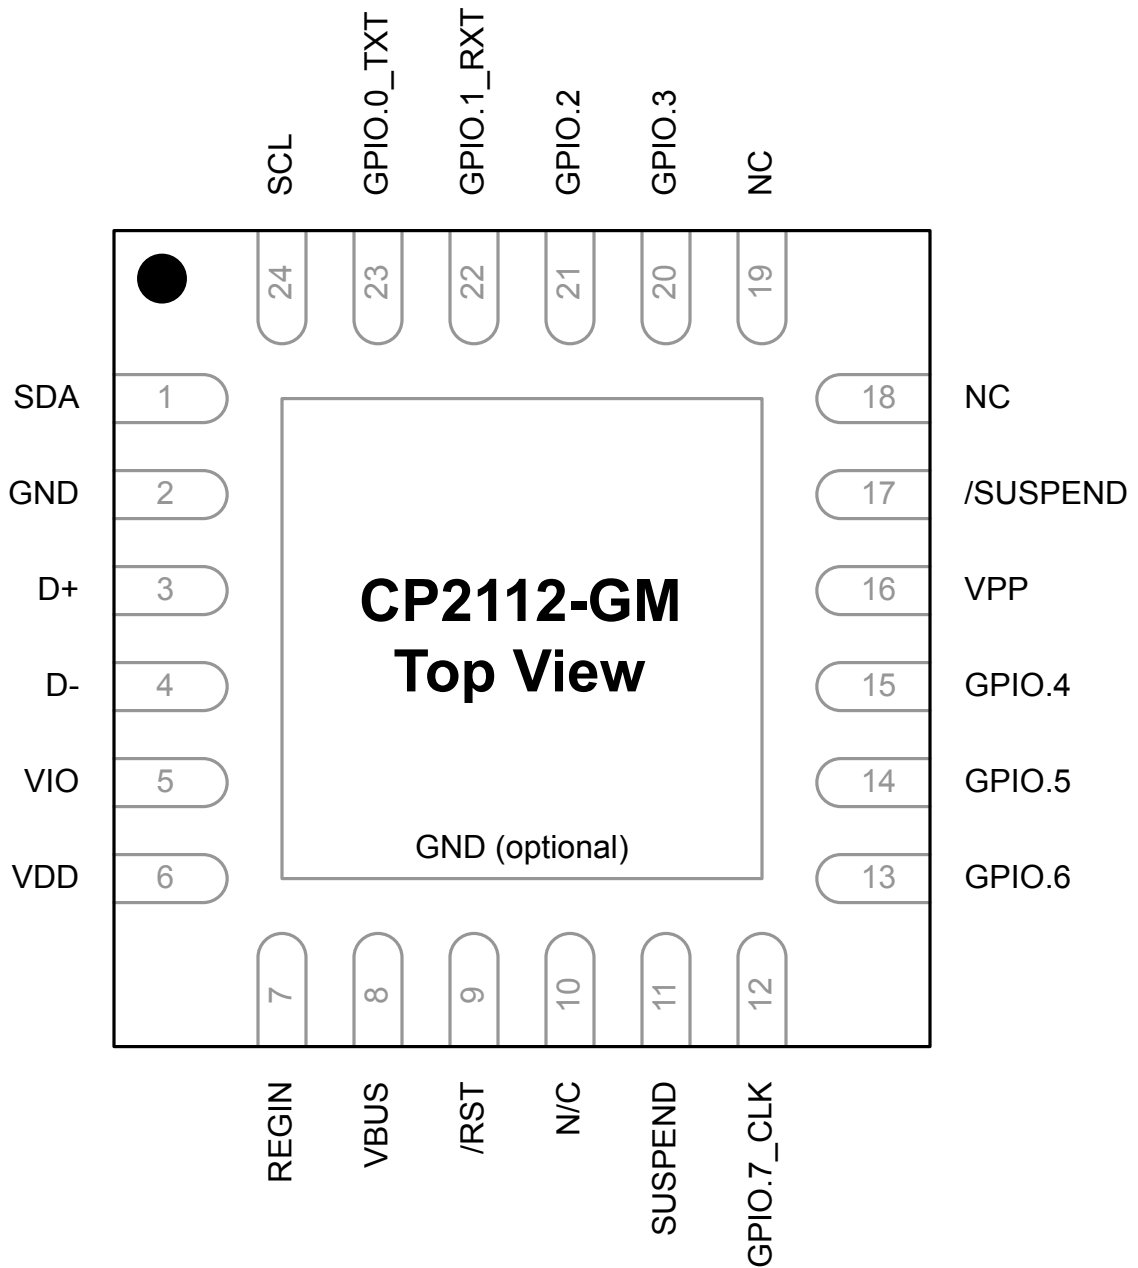 SCL
GPIO.0_TXT
GPIO.1_RXT
GPIO.2
GPIO.3
NC
24
23
22
21
20
19
SDA 1
18 NC
GND 2
17 /SUSPEND
D+ 3
16 VPP
D- 4
15 GPIO.4
VIO 5
14 GPIO.5
VDD 6
13 GPIO.6
CP2112-GM
Top View
GND (optional)
7
8
9
10
11
12
REGIN
VBUS
/RST
N/C
SUSPEND
GPIO.7_CLK